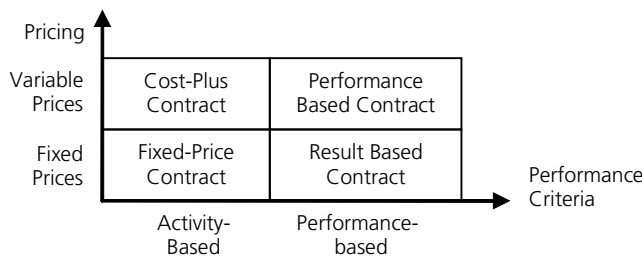 Pricing
Variable
Prices
Cost-Plus
Contract
Performance
Based Contract
Fixed
Prices
Fixed-Price
Contract
Result Based
Contract
Performance
Criteria
Activity-
Based
Performance-
based